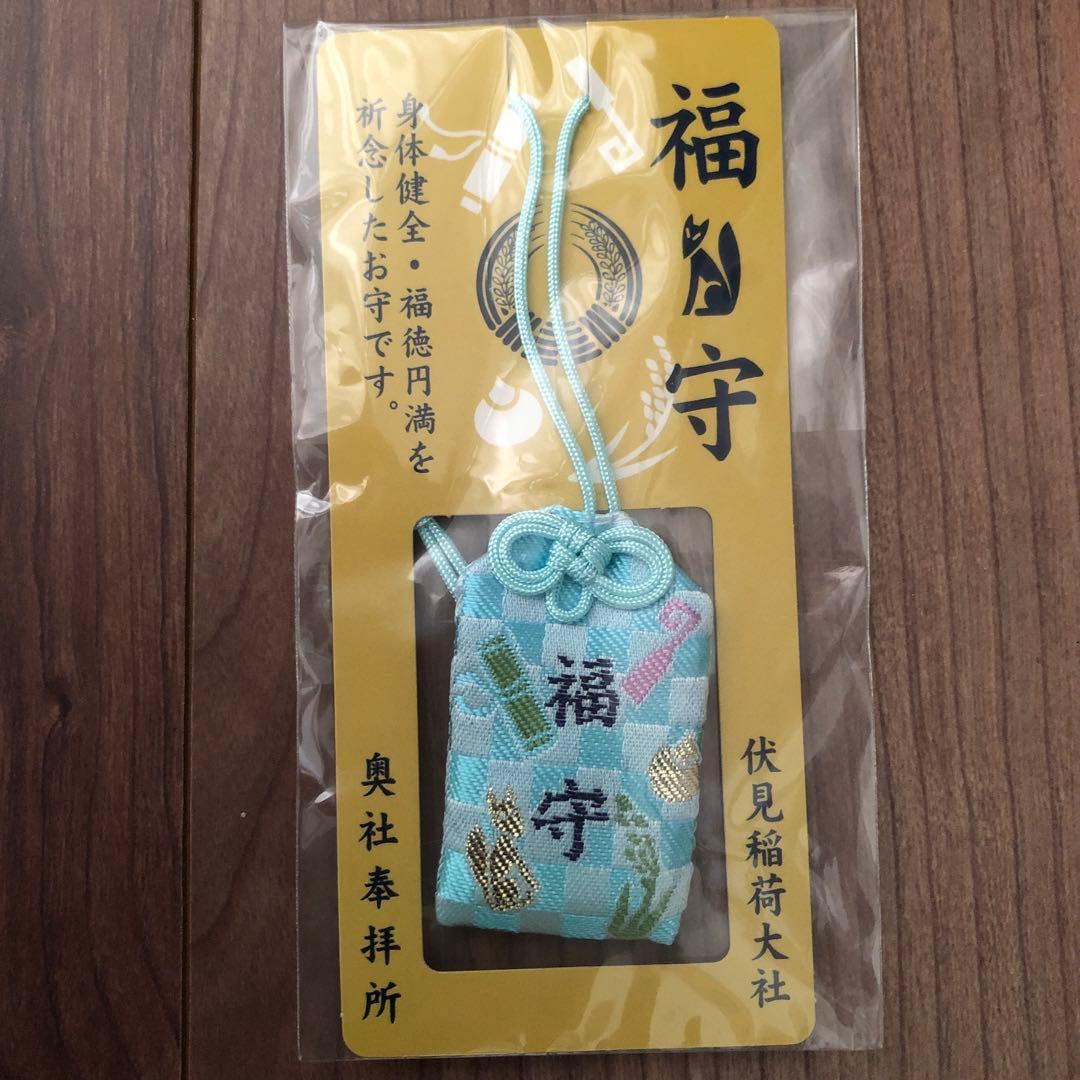 福守
身体健全・福徳円満を
祈念したお守です。
福守
伏見稲荷大社
奥社奉拝所